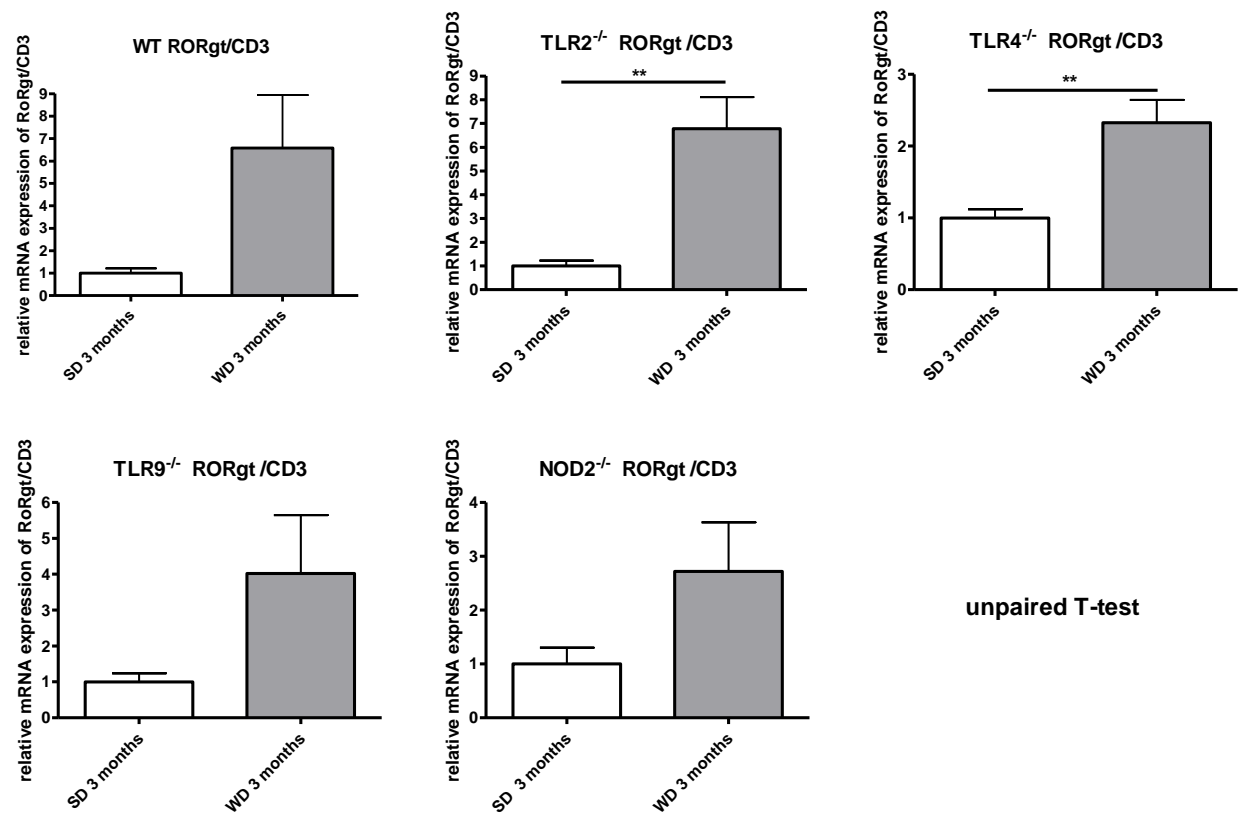 WT RORgt/CD3
relative mRNA expression of RoRgt/CD3
9
8
7
6
5
4
3
2
1
0
SD 3 months
WD 3 months
TLR2-/- RORgt /CD3
relative mRNA expression of RoRgt/CD3
9
8
7
6
5
4
3
2
1
0
**
SD 3 months
WD 3 months
TLR4-/- RORgt /CD3
relative mRNA expression of RoRgt/CD3
3
2
1
0
**
SD 3 months
WD 3 months
TLR9-/- RORgt /CD3
relative mRNA expression of RoRgt/CD3
6
5
4
3
2
1
0
SD 3 months
WD 3 months
NOD2-/- RORgt /CD3
relative mRNA expression of RoRgt/CD3
4
3
2
1
0
SD 3 months
WD 3 months
unpaired T-test